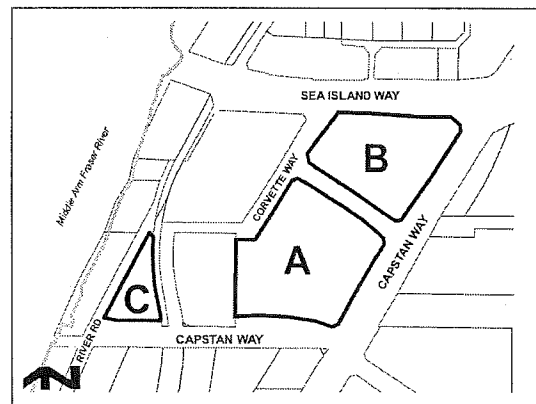 SEA ISLAND WAY
B
Middle Arm Fraser River
CORVETTE WAY
A
CAPSTAN WAY
C
RIVER RD
CAPSTAN WAY
N